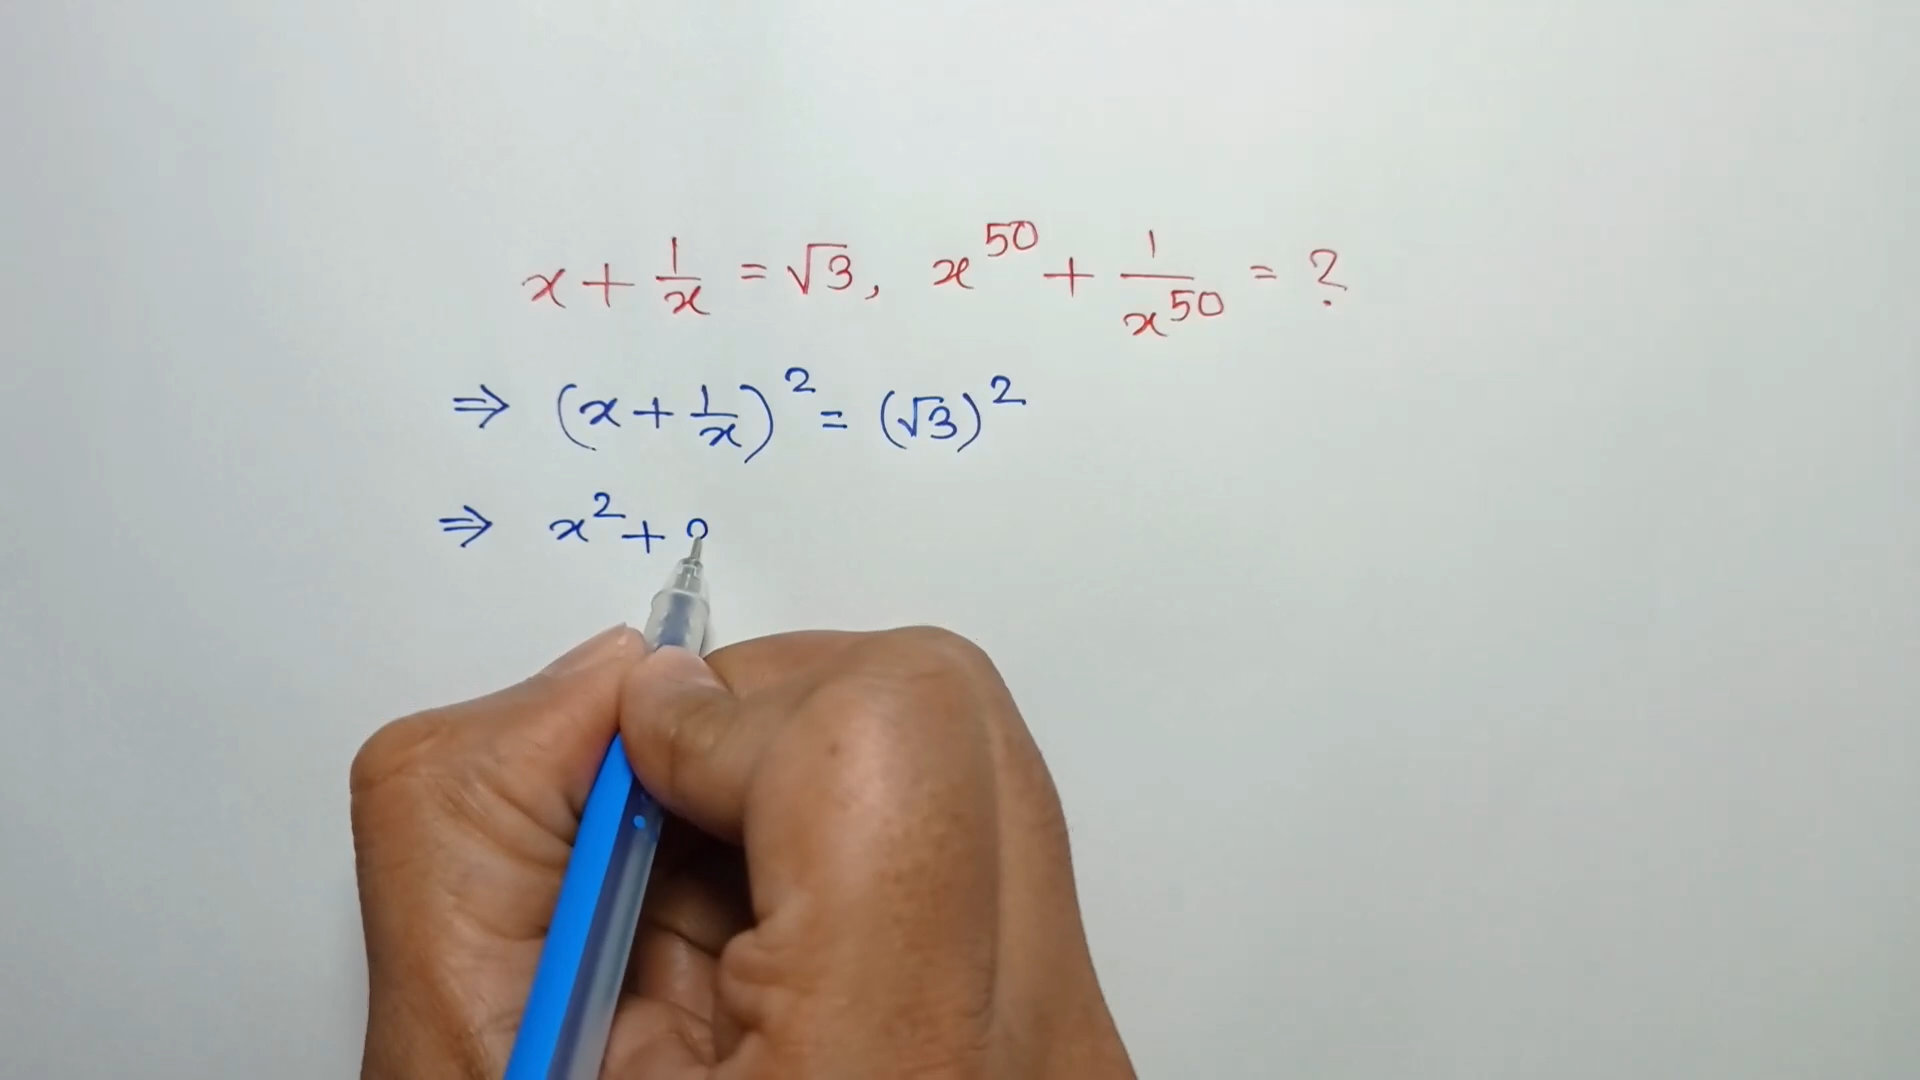 x + 1/x = √3, x^50 + 1/x^50 = ?
⇒ (x + 1/x)^2 = (√3)^2
⇒ x^2 +